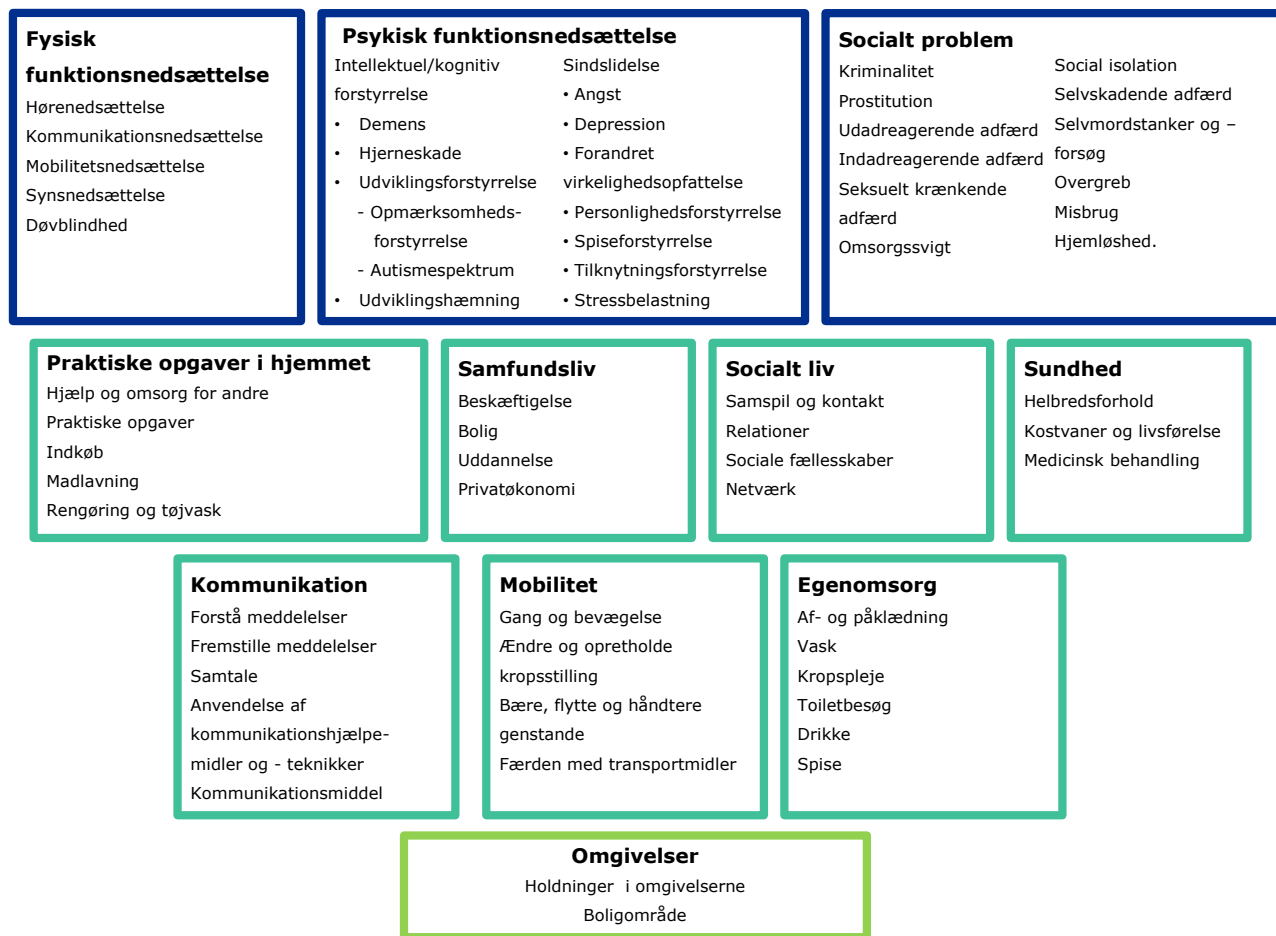 Fysisk
funktionsnedsættelse
Hørenedsættelse
Kommunikationsnedsættelse
Mobilitetsnedsættelse
Synsnedsættelse
Døvblindhed
Psykisk funktionsnedsættelse
Intellektuel/kognitiv
forstyrrelse
• Demens
• Hjerneskade
• Udviklingsforstyrrelse
- Opmærksomheds-
forstyrrelse
- Autismespektrum
• Udviklingshæmning
Sindslidelse
• Angst
• Depression
• Forandret
virkelighedsopfattelse
• Personlighedsforstyrrelse
• Spiseforstyrrelse
• Tilknytningsforstyrrelse
• Stressbelastning
Socialt problem
Kriminalitet
Prostitution
Udadreagerende adfærd
Indadreagerende adfærd
Seksuelt krænkende
adfærd
Omsorgssvigt
Social isolation
Selvskadende adfærd
Selvmordstanker og –
forsøg
Overgreb
Misbrug
Hjemløshed.
Praktiske opgaver i hjemmet
Hjælp og omsorg for andre
Praktiske opgaver
Indkøb
Madlavning
Rengøring og tøjvask
Samfundsliv
Beskæftigelse
Bolig
Uddannelse
Privatøkonomi
Socialt liv
Samspil og kontakt
Relationer
Sociale fællesskaber
Netværk
Sundhed
Helbredsforhold
Kostvaner og livsførelse
Medicinsk behandling
Kommunikation
Forstå meddelelser
Fremstille meddelelser
Samtale
Anvendelse af
kommunikationshjælpe-
midler og - teknikker
Kommunikationsmiddel
Mobilitet
Gang og bevægelse
Ændre og opretholde
kropsstilling
Bære, flytte og håndtere
genstande
Færden med transportmidler
Egenomsorg
Af- og påklædning
Vask
Kropspleje
Toiletbesøg
Drikke
Spise
Omgivelser
Holdninger i omgivelserne
Boligområde